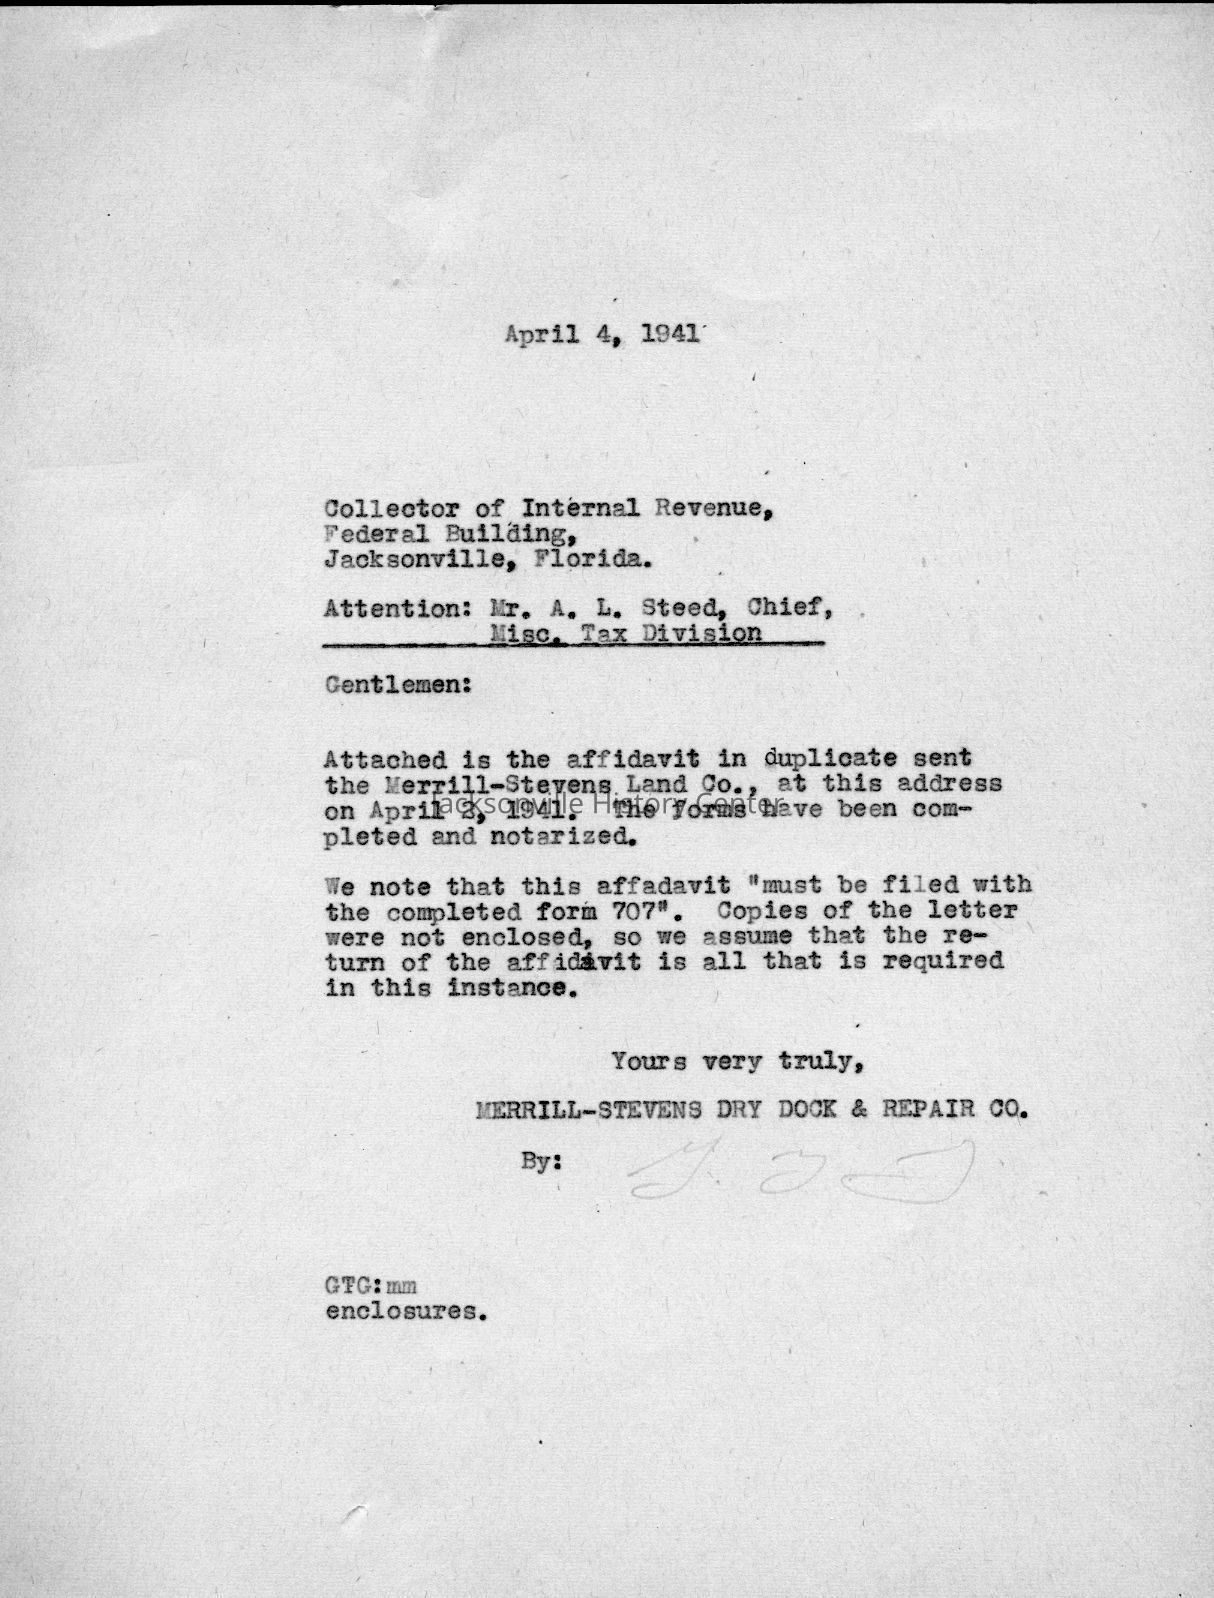 April 4, 1941
Collector of Internal Revenue,
Federal Building,
Jacksonville, Florida.
Attention: Mr. A. L. Steed, Chief,
Misc. Tax Division
Gentlemen:
Attached is the affidavit in duplicate sent
the Merrill-Stevens Land Co., at this address
on April 2, 1941. The forms have been com-
Jacksonville History Center
pleted and notarized.
We note that this affadavit "must be filed with
the completed form 707". Copies of the letter
were not enclosed, so we assume that the re-
turn of the affidavit is all that is required
in this instance.
Yours very truly,
MERRILL-STEVENS DRY DOCK & REPAIR CO.
By:
GTG:mm
enclosures.